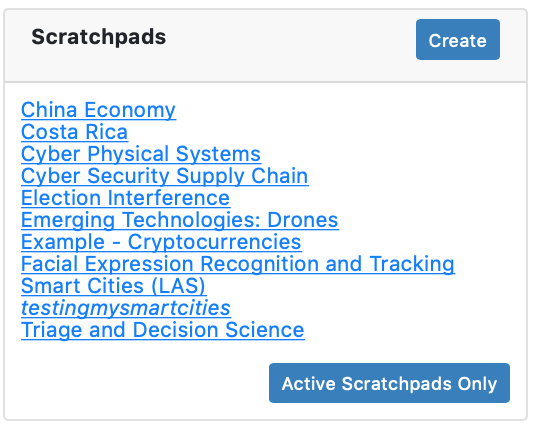 Scratchpads
Create
China Economy
Costa Rica
Cyber Physical Systems
Cyber Security Supply Chain
Election Interference
Emerging Technologies: Drones
Example - Cryptocurrencies
Facial Expression Recognition and Tracking
Smart Cities (LAS)
testingmysmartcities
Triage and Decision Science
Active Scratchpads Only